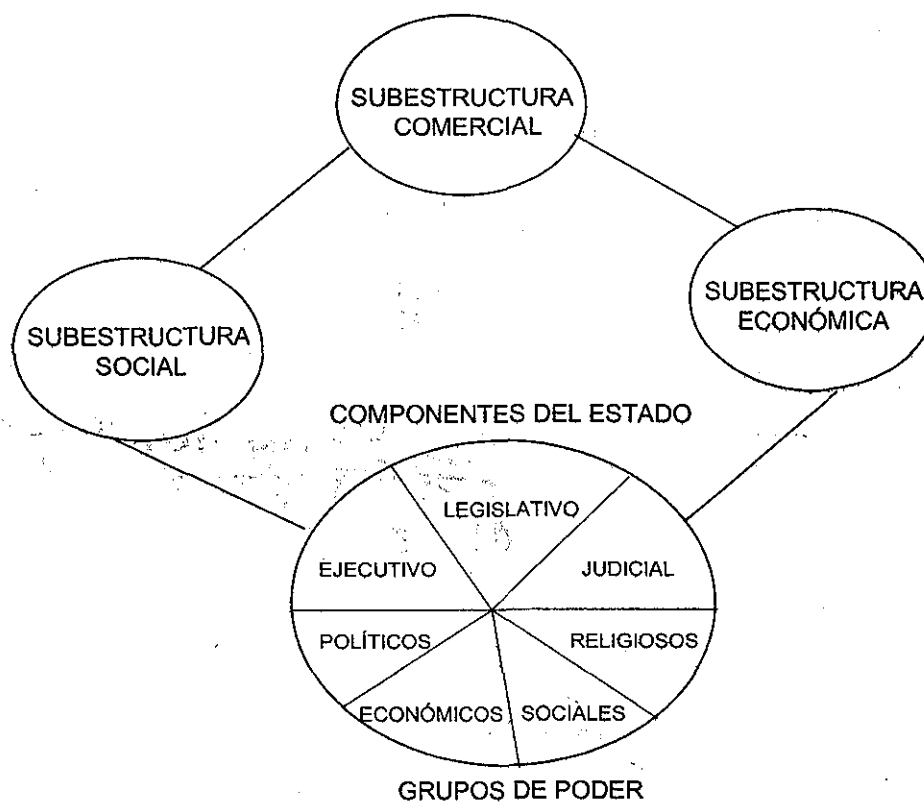 SUBESTRUCTURA
COMERCIAL
SUBESTRUCTURA
SOCIAL
SUBESTRUCTURA
ECONÓMICA
COMPONENTES DEL ESTADO
LEGISLATIVO
EJECUTIVO
JUDICIAL
POLÍTICOS
RELIGIOSOS
ECONÓMICOS
SOCIALES
GRUPOS DE PODER